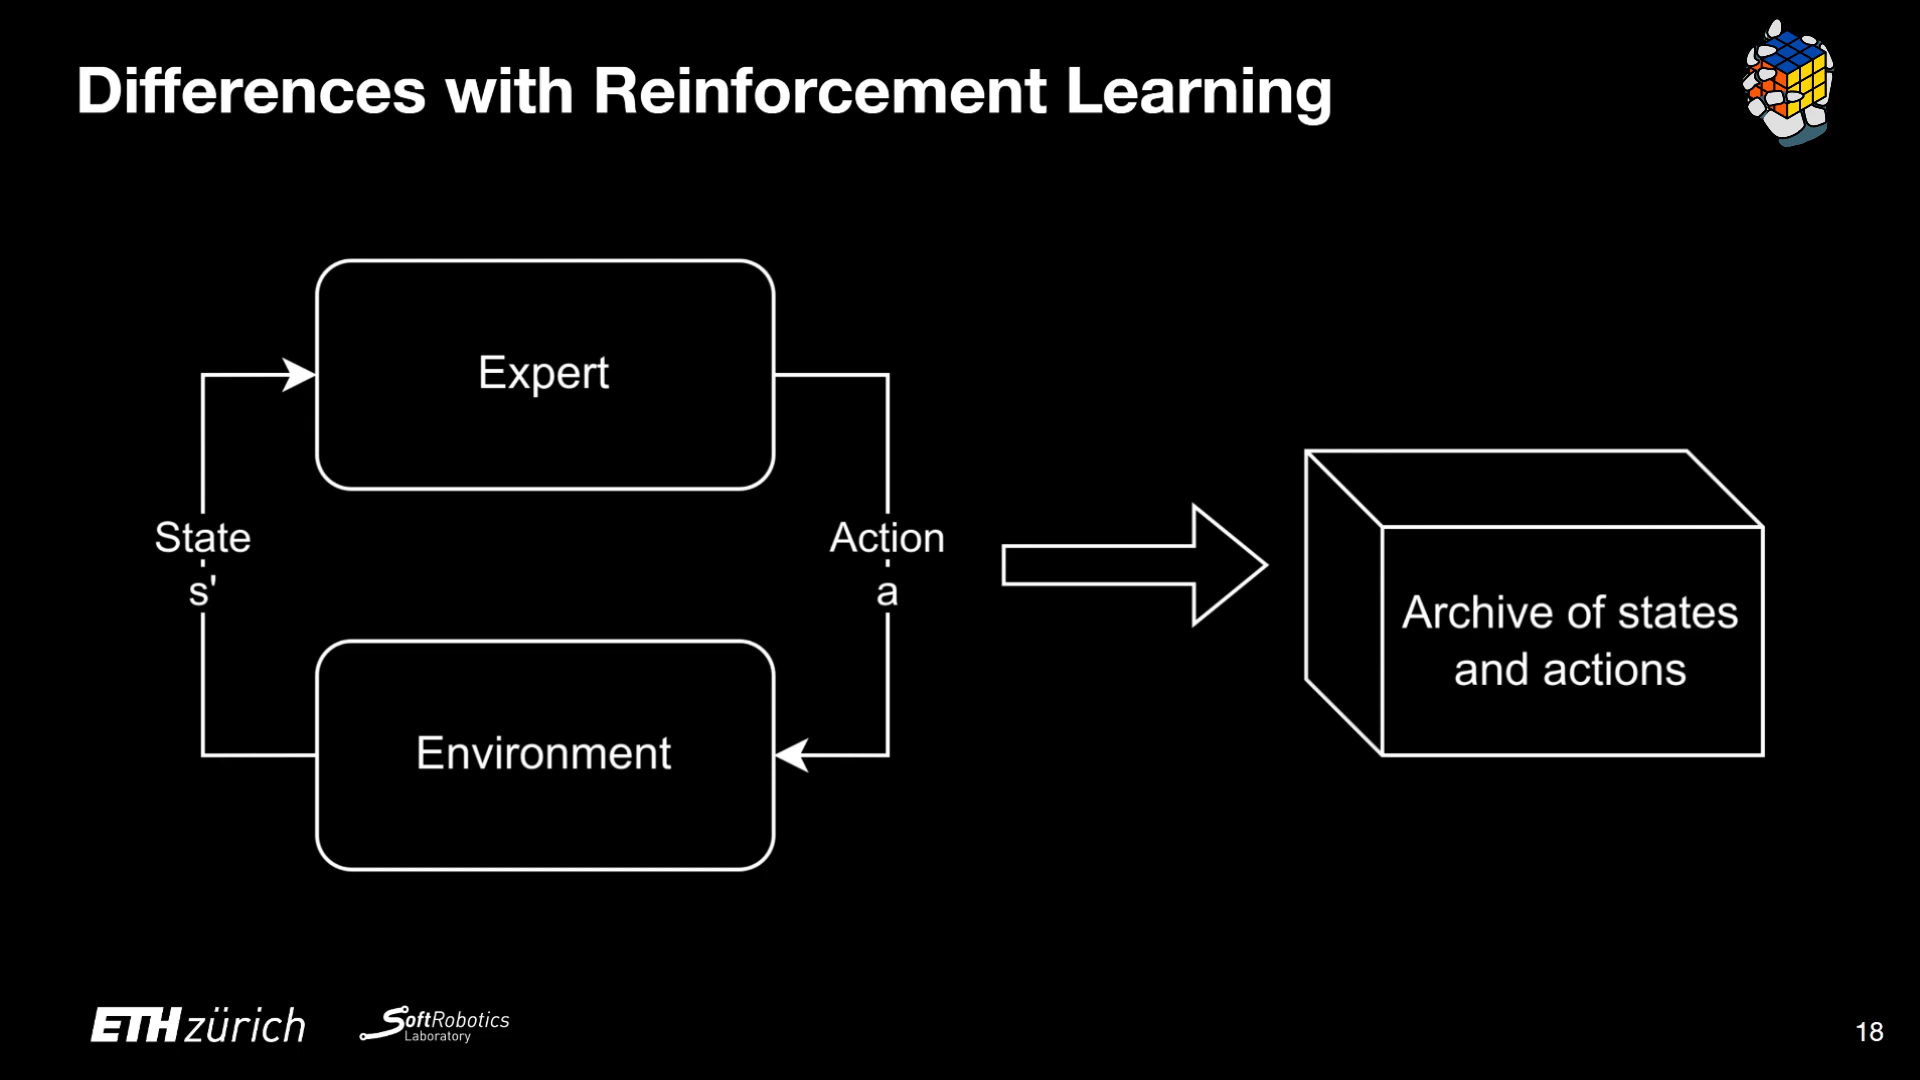 Differences with Reinforcement Learning
Expert
State
s'
Action
a
Environment
Archive of states
and actions
ETH zürich
SoftRobotics
Laboratory
18